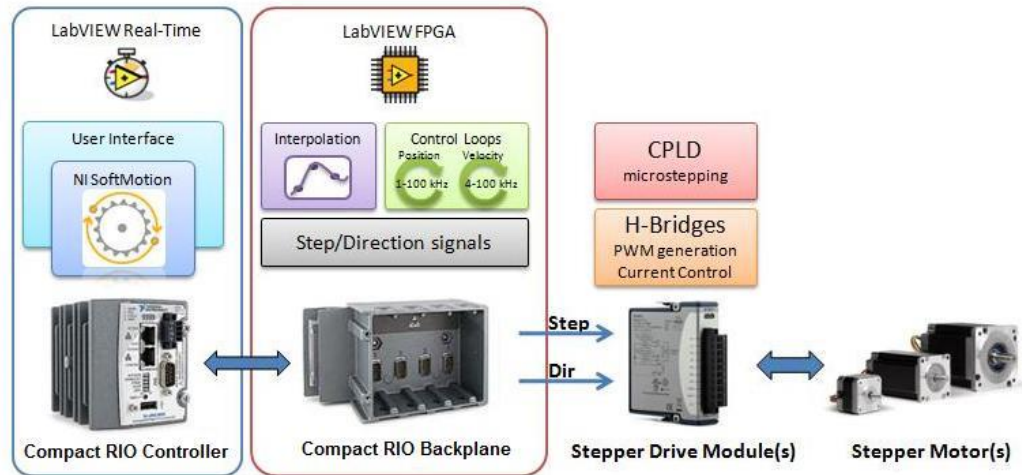 LabVIEW Real-Time
User Interface
NI SoftMotion
Compact RIO Controller
LabVIEW FPGA
Interpolation
Control Loops
Position Velocity
1-100 kHz 4-100 kHz
Step/Direction signals
Compact RIO Backplane
Step
Dir
CPLD
microstepping
H-Bridges
PWM generation
Current Control
Stepper Drive Module(s)
Stepper Motor(s)